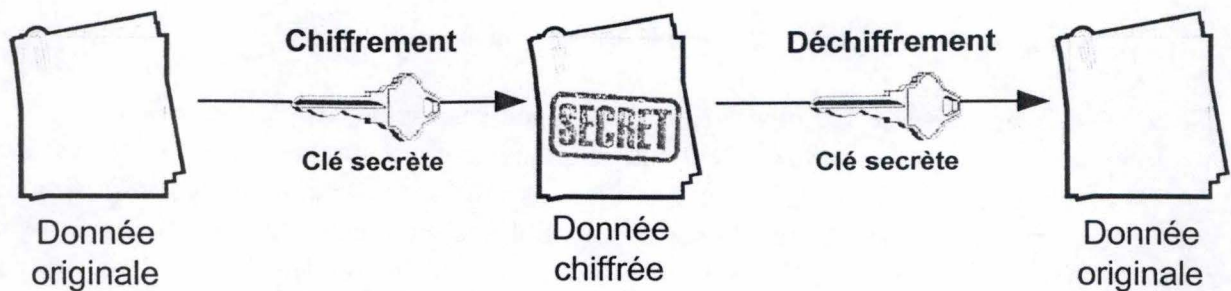 Chiffrement
Déchiffrement
SECRET
Clé secrète
Clé secrète
Donnée
originale
Donnée
chiffrée
Donnée
originale